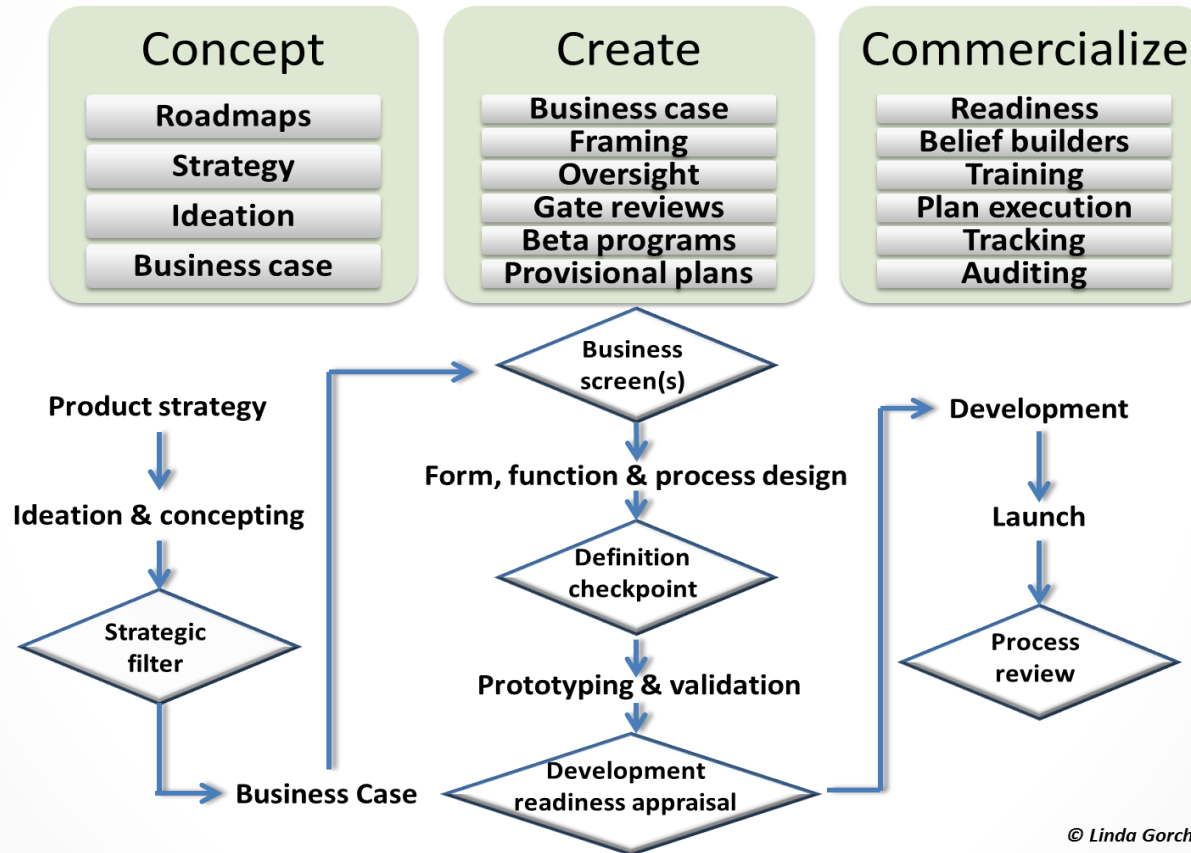 Concept
Roadmaps
Strategy
Ideation
Business case
Create
Business case
Framing
Oversight
Gate reviews
Beta programs
Provisional plans
Commercialize
Readiness
Belief builders
Training
Plan execution
Tracking
Auditing
Product strategy
Ideation & concepting
Strategic
filter
Business Case
Business
screen(s)
Form, function & process design
Definition
checkpoint
Prototyping & validation
Development
readiness appraisal
Development
Launch
Process
review
© Linda Gorch